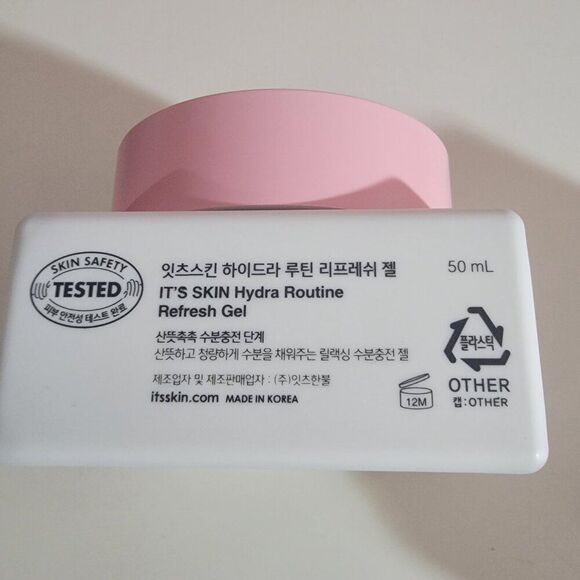 SKIN SAFETY
TESTED
피부 안전성 테스트 완료
잇츠스킨 하이드라 루틴 리프레쉬 젤
50 mL
IT'S SKIN Hydra Routine
Refresh Gel
산뜻촉촉 수분충전 단계
산뜻하고 청량하게 수분을 채워주는 릴랙싱 수분충전 젤
제조업자 및 제조판매업자 : (주)잇츠한불
itsskin.com MADE IN KOREA
12M
플라스틱
OTHER
캡:OTHER